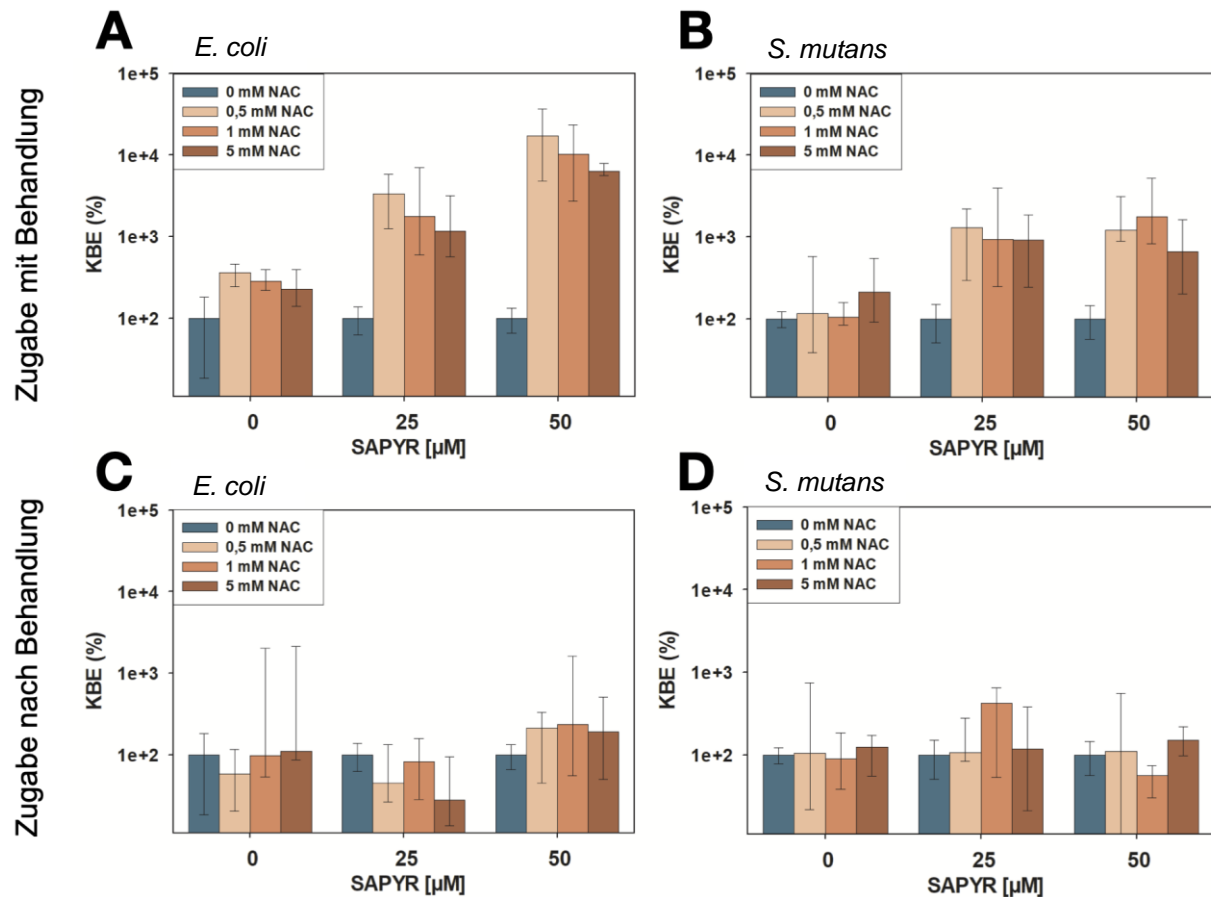 Zugabe mit Behandlung
A
E. coli
1e+5
1e+4
1e+3
1e+2
KBE (%)
0 mM NAC
0,5 mM NAC
1 mM NAC
5 mM NAC
0
25
50
SAPYR [µM]
B
S. mutans
1e+5
1e+4
1e+3
1e+2
KBE (%)
0 mM NAC
0,5 mM NAC
1 mM NAC
5 mM NAC
0
25
50
SAPYR [µM]
Zugabe nach Behandlung
C
E. coli
1e+5
1e+4
1e+3
1e+2
KBE (%)
0 mM NAC
0,5 mM NAC
1 mM NAC
5 mM NAC
0
25
50
SAPYR [µM]
D
S. mutans
1e+5
1e+4
1e+3
1e+2
KBE (%)
0 mM NAC
0,5 mM NAC
1 mM NAC
5 mM NAC
0
25
50
SAPYR [µM]